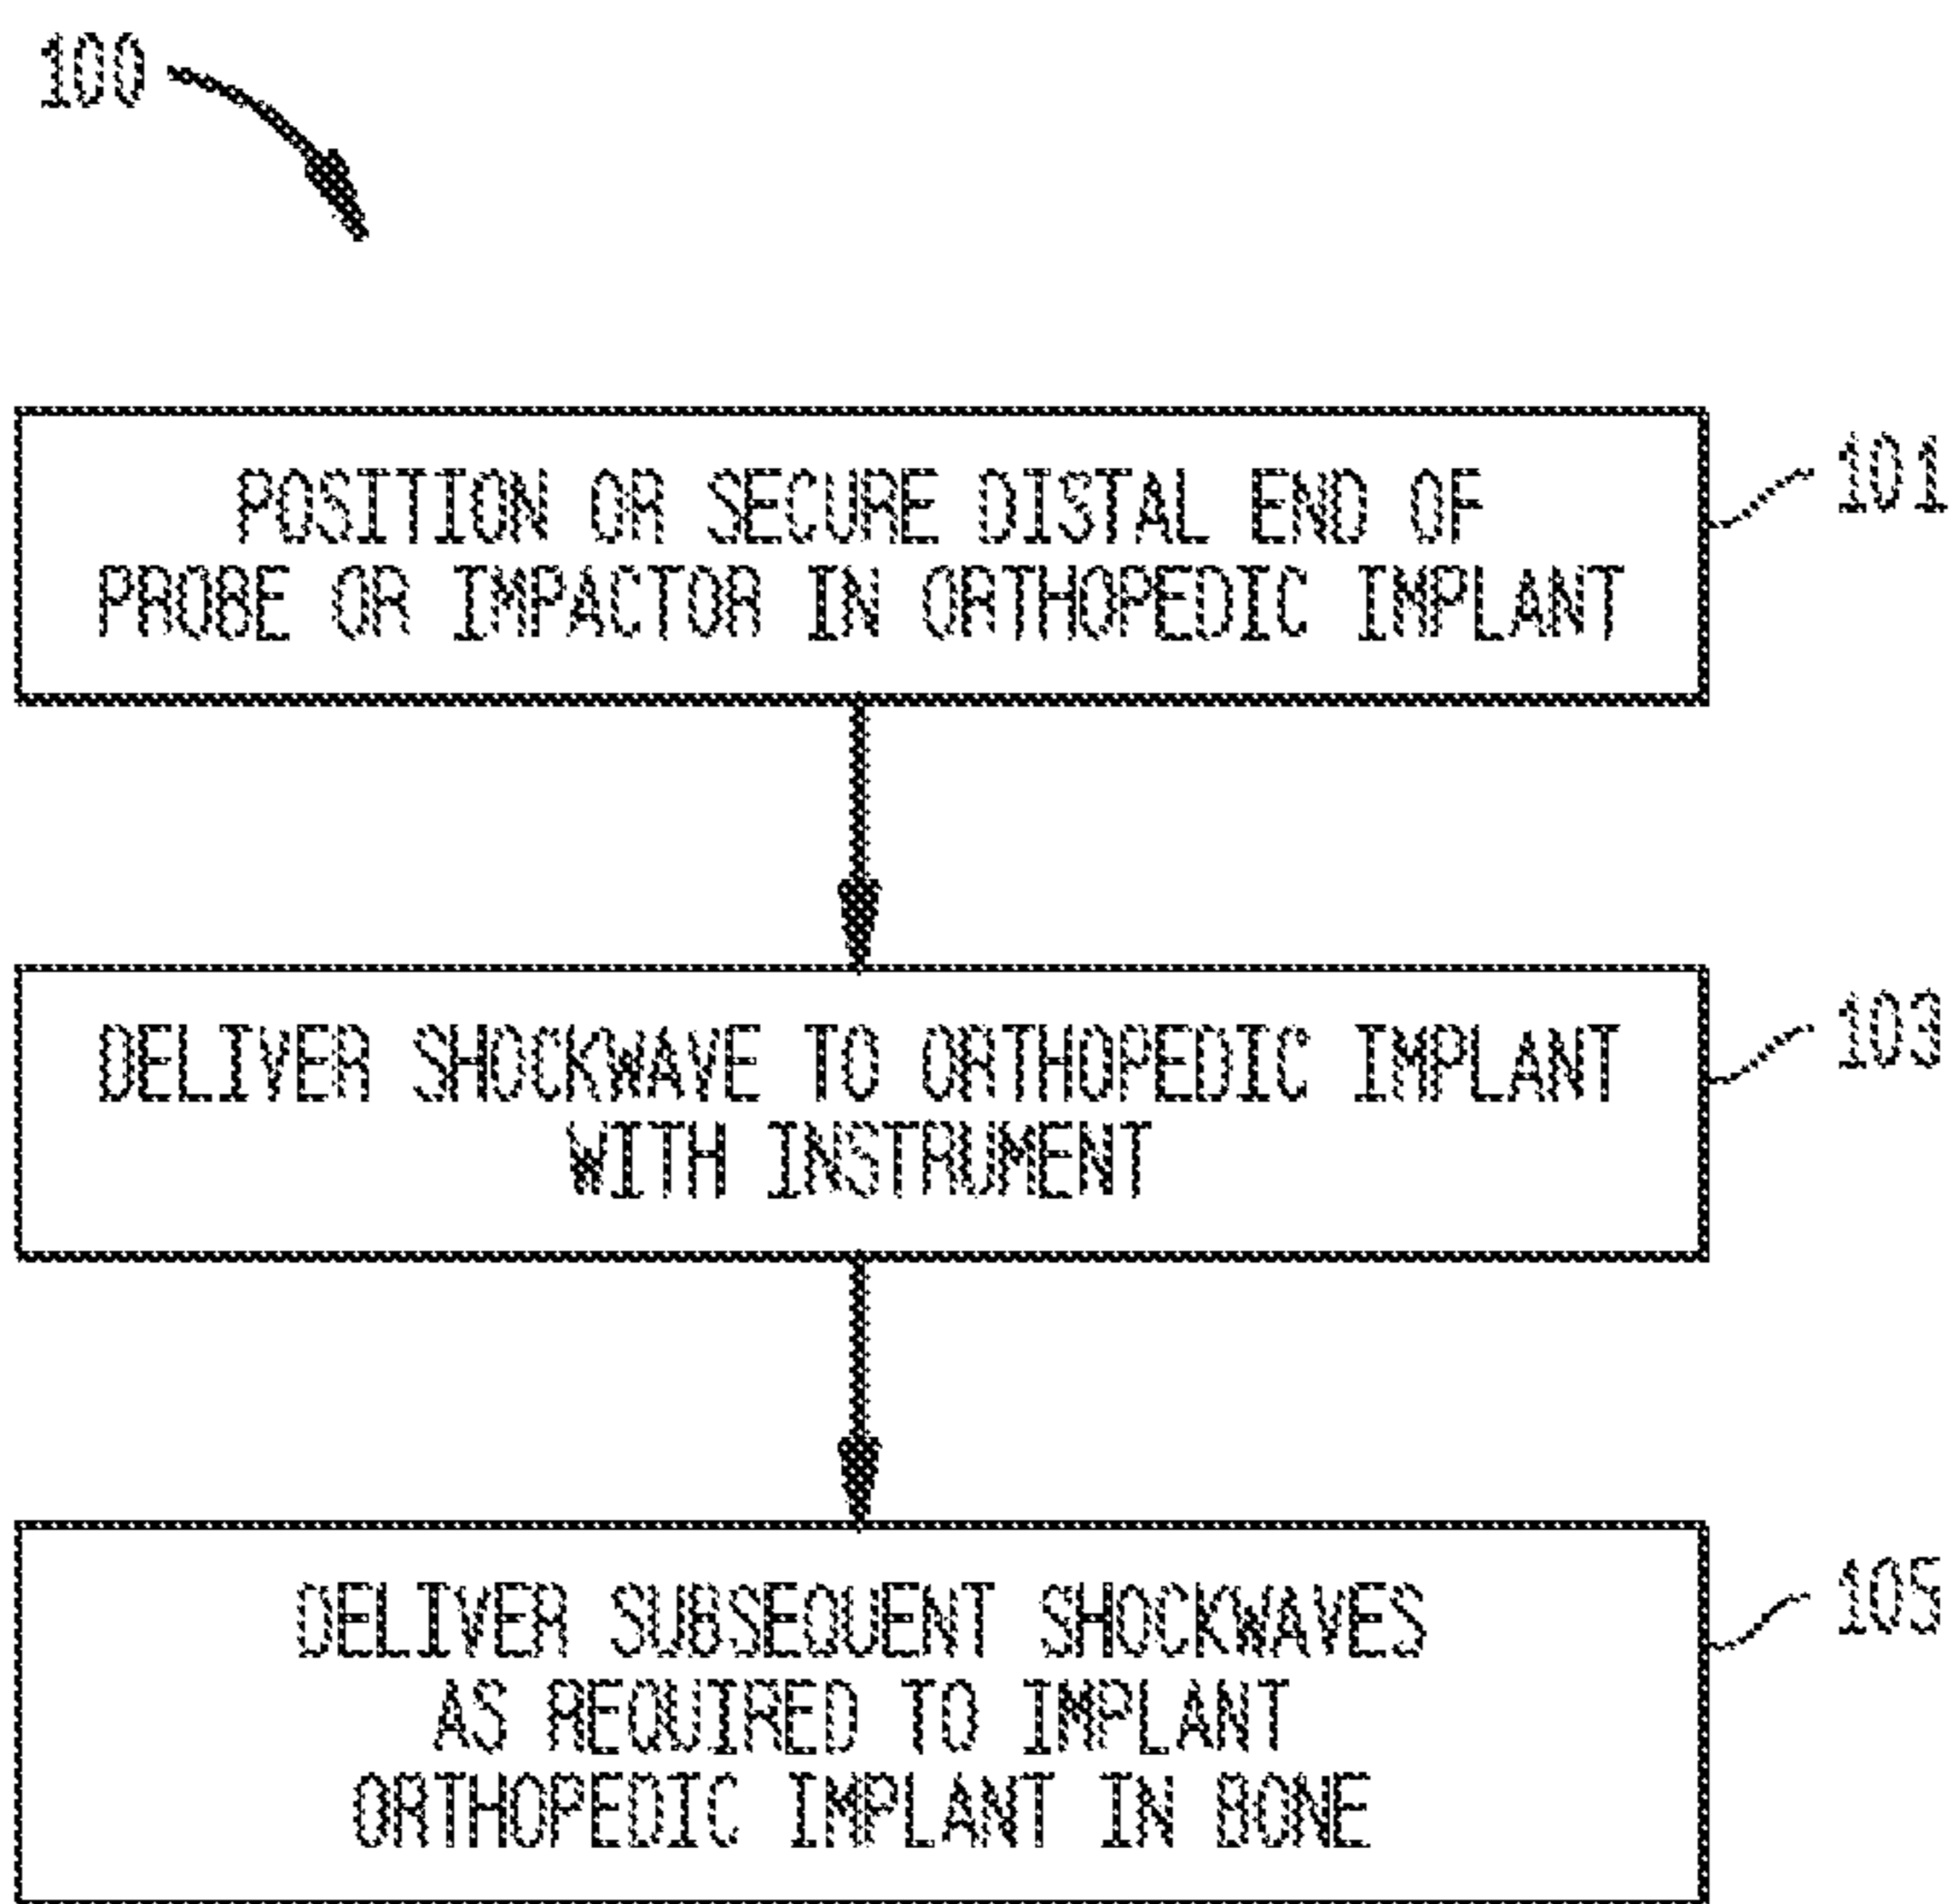 100
POSITION OR SECURE DISTAL END OF
PROBE OR IMPACTOR IN ORTHOPEDIC IMPLANT
101
DELIVER SHOCKWAVE TO ORTHOPEDIC IMPLANT
WITH INSTRUMENT
103
DELIVER SUBSEQUENT SHOCKWAVES
AS REQUIRED TO IMPLANT
ORTHOPEDIC IMPLANT IN BONE
105